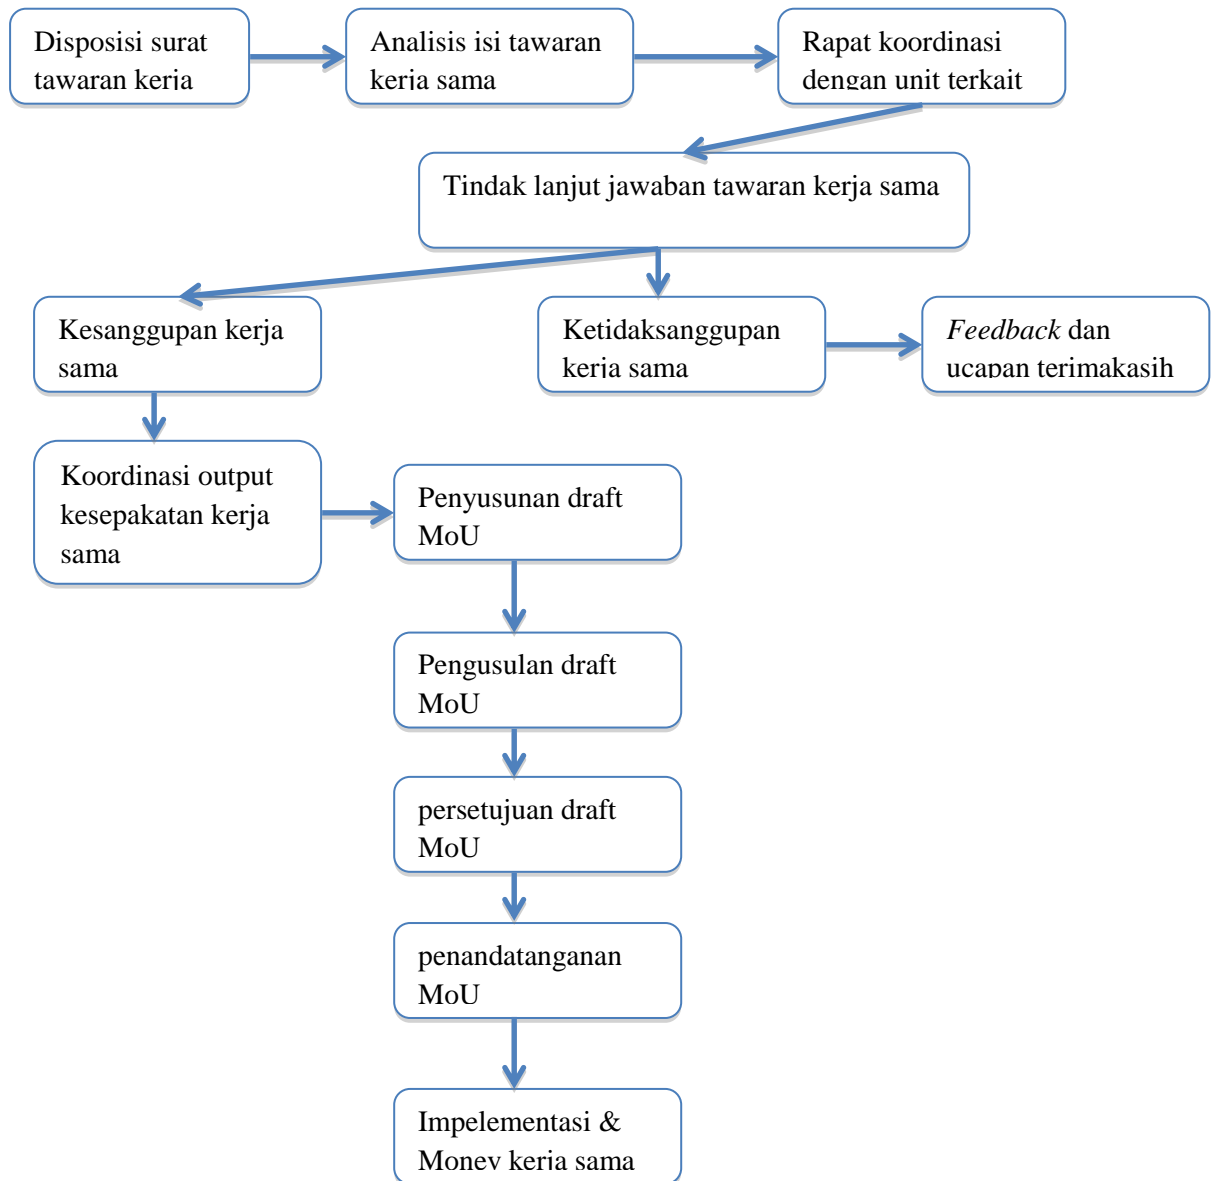 Disposisi surat
tawaran kerja
Analisis isi tawaran
kerja sama
Rapat koordinasi
dengan unit terkait
Tindak lanjut jawaban tawaran kerja sama
Kesanggupan kerja
sama
Ketidaksanggupan
kerja sama
Feedback dan
ucapan terimakasih
Koordinasi output
kesepakatan kerja
sama
Penyusunan draft
MoU
Pengusulan draft
MoU
persetujuan draft
MoU
penandatanganan
MoU
Impelementasi &
Monev kerja sama